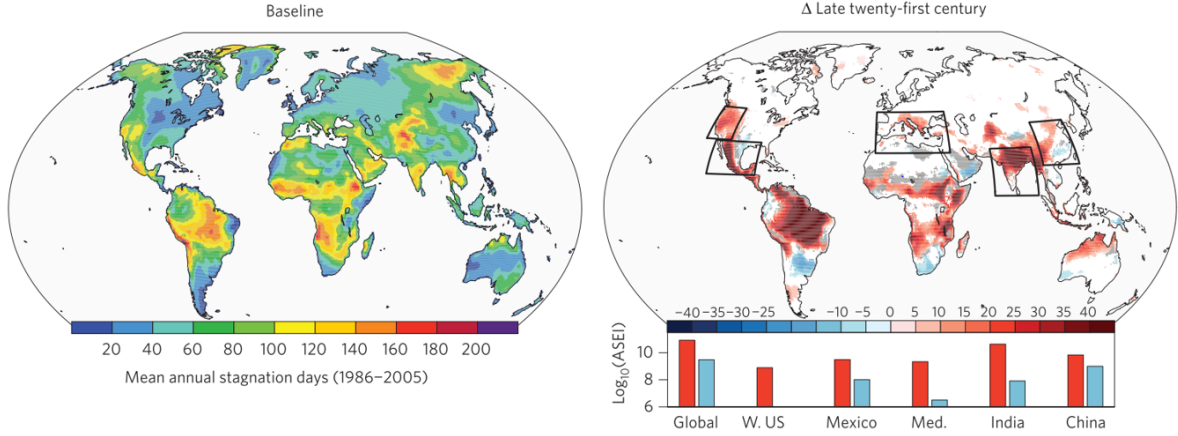 Baseline
Δ Late twenty-first century
20 40 60 80 100 120 140 160 180 200
Mean annual stagnation days (1986–2005)
−40 −35 −30 −25 −10 −5 0 5 10 15 20 25 30 35 40
Log10(ASEI)
10
8
6
Global W. US Mexico Med. India China